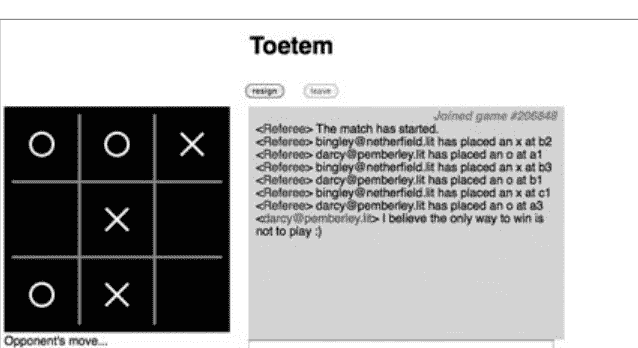 Toetem
resign leave
Joined game #206848
<Referee> The match has started.
<Referee> bingley@netherfield.lit has placed an x at b2
<Referee> darcy@pemberley.lit has placed an o at a1
<Referee> bingley@netherfield.lit has placed an x at b3
<Referee> darcy@pemberley.lit has placed an o at b1
<Referee> bingley@netherfield.lit has placed an x at c1
<Referee> darcy@pemberley.lit has placed an o at a3
<darcy@pemberley.lit> I believe the only way to win is
not to play :)
O O X
X
O X
Opponent's move...